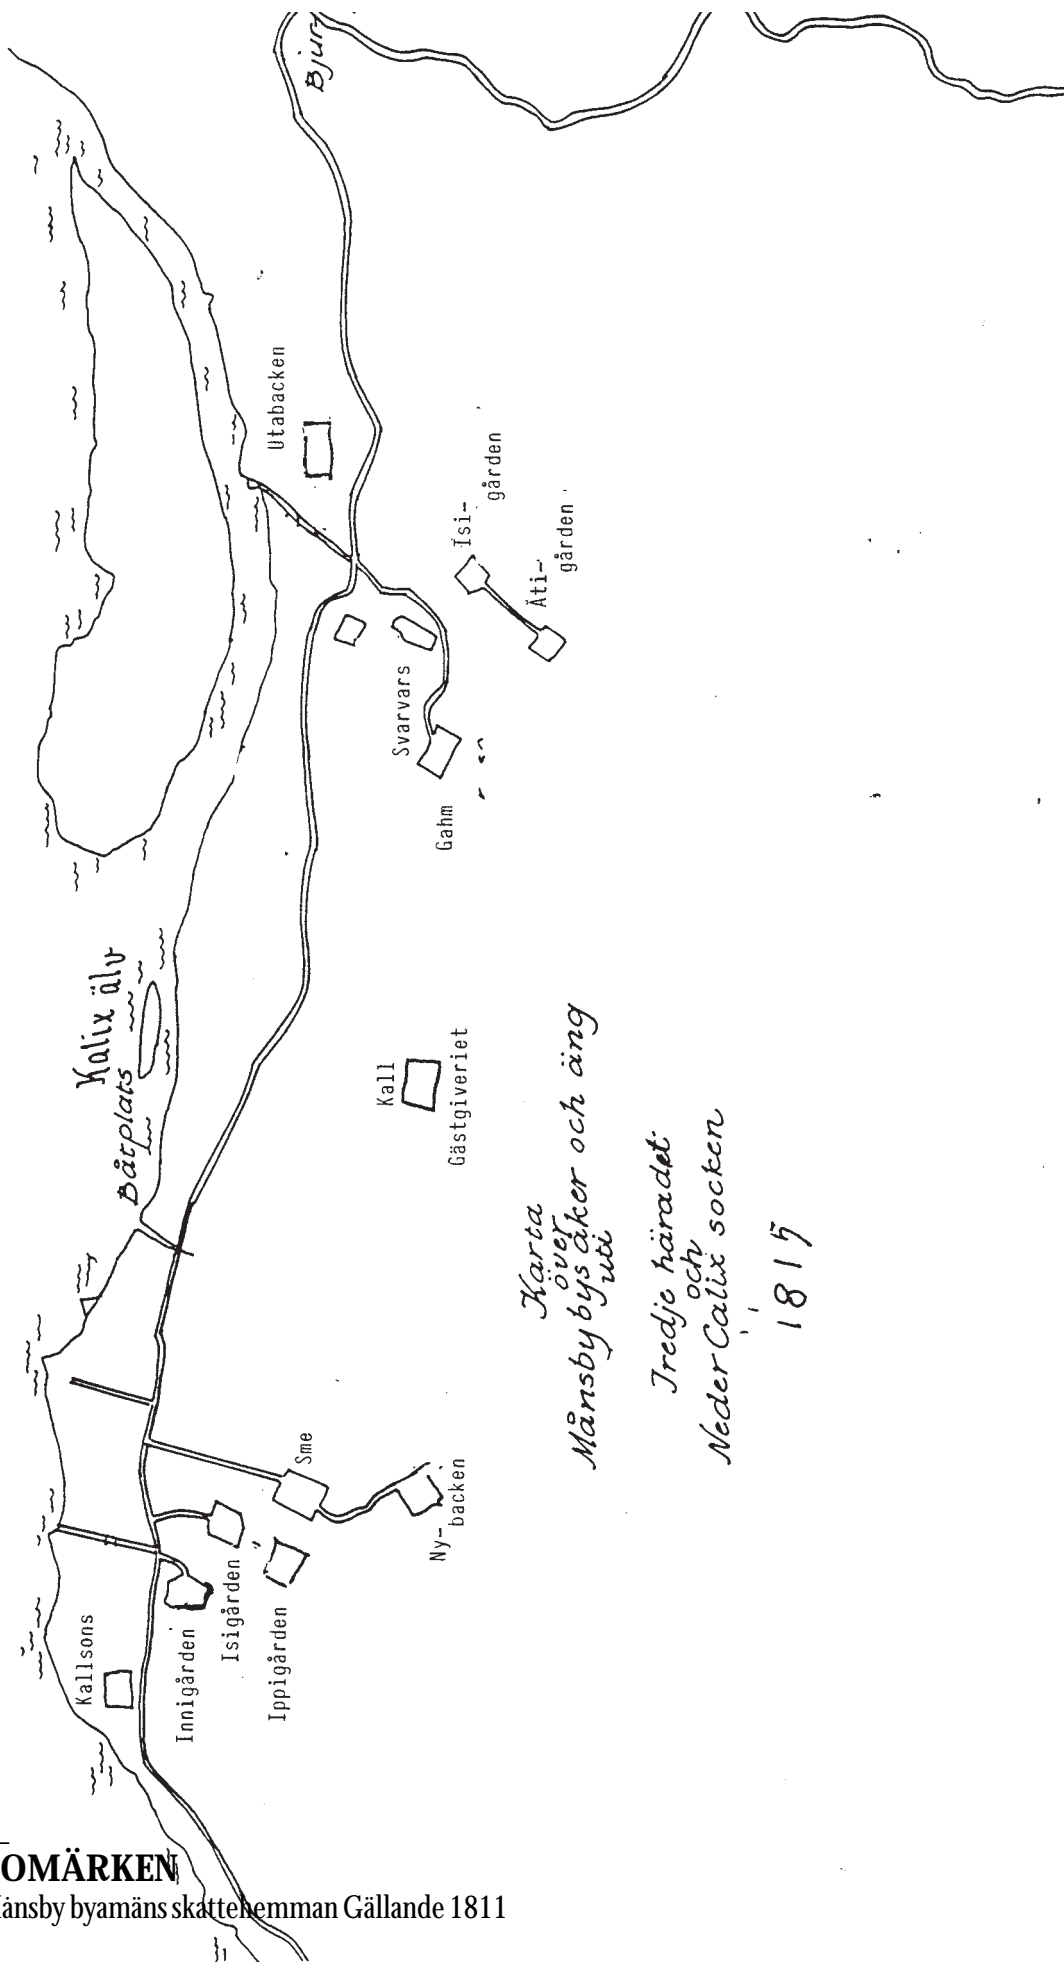 Bjur
Utabacken
Isi-
gården
Äti-
gården
Svarvars
Gahm
Kalix älv
Båtplats
Kall
Gästgiveriet
Karta
över
Månsby bys åker och äng
uti
Tredje häradet
och
Neder Calix socken
1815
Sme
Ny-
backen
Kallsons
Innigården
Isigården
Ippigården
OMÄRKEN
ånsby byamäns skattehemman Gällande 1811